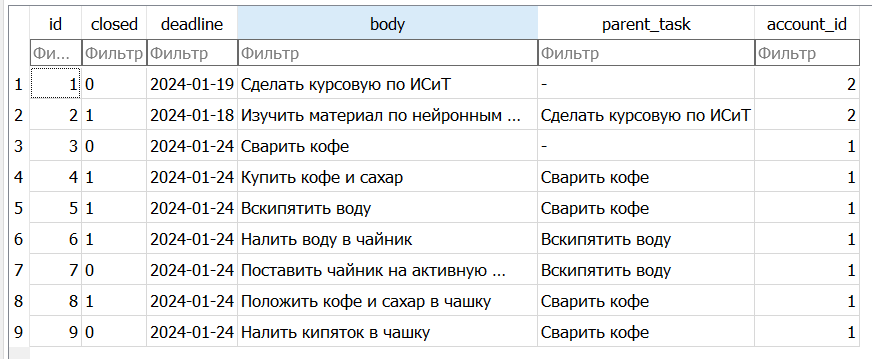 id closed deadline body parent_task account_id
Фи... Фильтр Фильтр Фильтр Фильтр Фильтр
1 1 0 2024-01-19 Сделать курсовую по ИСиТ - 2
2 2 1 2024-01-18 Изучить материал по нейронным ... Сделать курсовую по ИСиТ 2
3 3 0 2024-01-24 Сварить кофе - 1
4 4 1 2024-01-24 Купить кофе и сахар Сварить кофе 1
5 5 1 2024-01-24 Вскипятить воду Сварить кофе 1
6 6 1 2024-01-24 Налить воду в чайник Вскипятить воду 1
7 7 0 2024-01-24 Поставить чайник на активную ... Вскипятить воду 1
8 8 1 2024-01-24 Положить кофе и сахар в чашку Сварить кофе 1
9 9 0 2024-01-24 Налить кипяток в чашку Сварить кофе 1